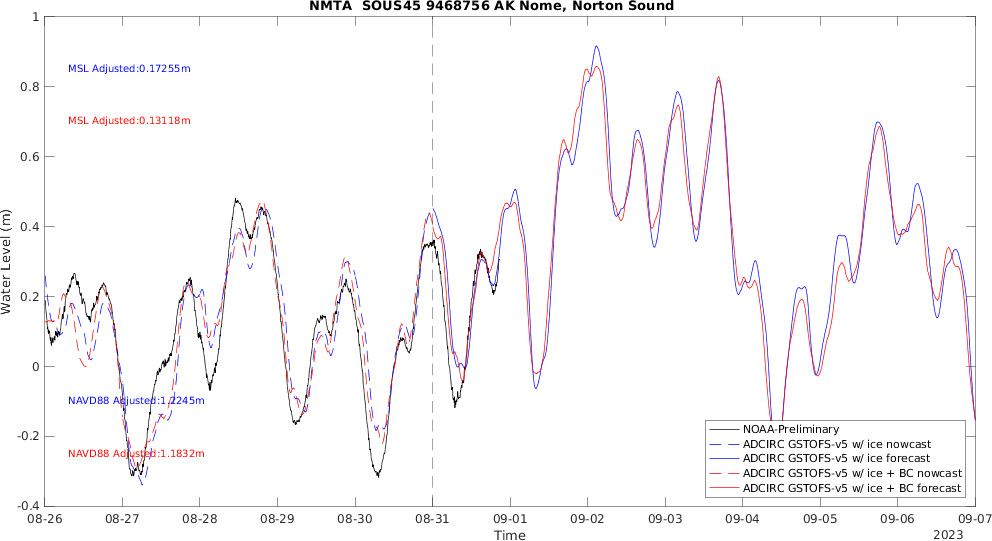 NMTA  SOUS45 9468756 AK Nome, Norton Sound
Water Level (m)
1
0.8
0.6
0.4
0.2
0
-0.2
-0.4
MSL Adjusted:0.17255m
MSL Adjusted:0.13118m
NAVD88 Adjusted:1.2245m
NAVD88 Adjusted:1.1832m
NOAA-Preliminary
ADCIRC GSTOFS-v5 w/ ice nowcast
ADCIRC GSTOFS-v5 w/ ice forecast
ADCIRC GSTOFS-v5 w/ ice + BC nowcast
ADCIRC GSTOFS-v5 w/ ice + BC forecast
08-26 08-27 08-28 08-29 08-30 08-31 09-01 09-02 09-03 09-04 09-05 09-06 09-07
Time
2023